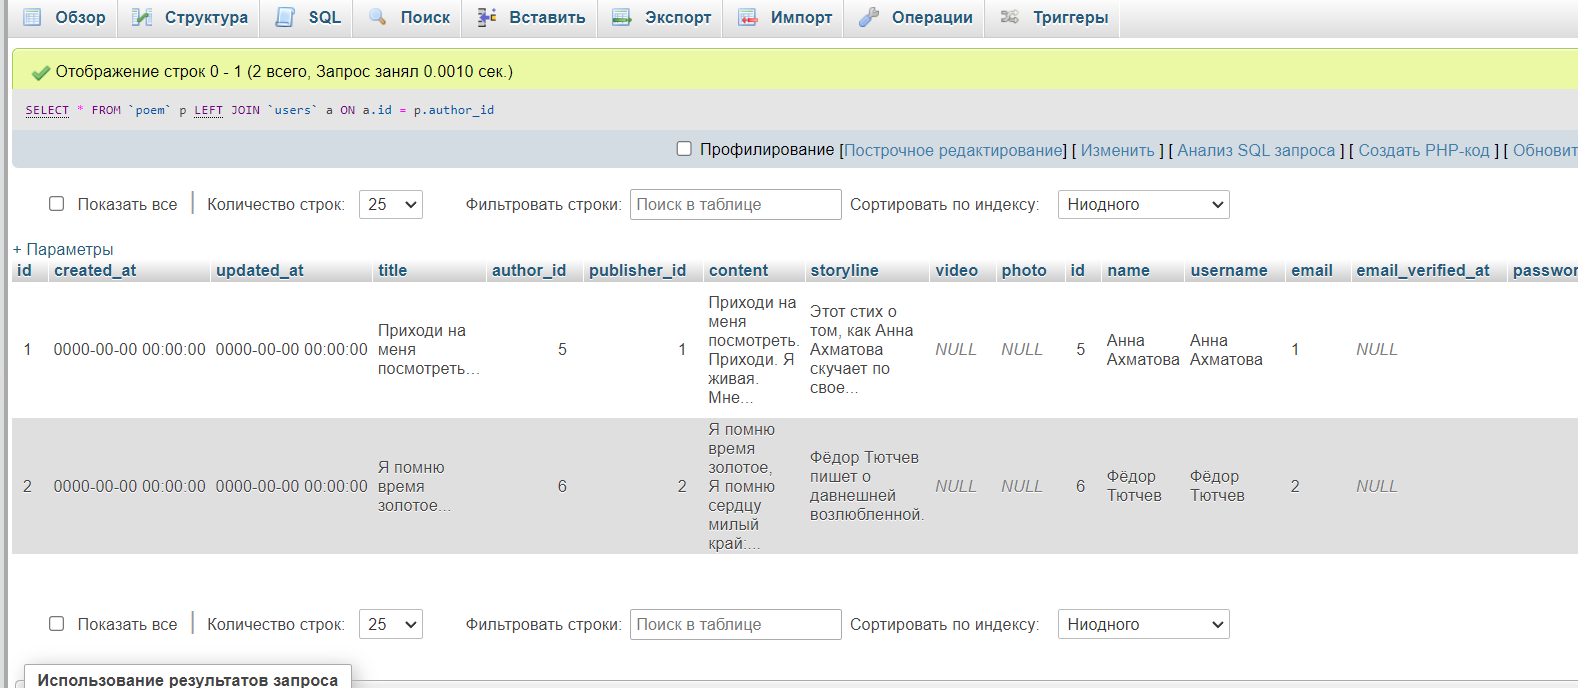 Обзор Структура SQL Поиск Вставить Экспорт Импорт Операции Триггеры
Отображение строк 0 - 1 (2 всего, Запрос занял 0.0010 сек.)
SELECT * FROM `poem` p LEFT JOIN `users` a ON a.id = p.author_id
Профилирование [Построчное редактирование] [ Изменить ] [ Анализ SQL запроса ] [ Создать PHP-код ] [ Обновит
Показать все | Количество строк: 25 Фильтровать строки: Поиск в таблице Сортировать по индексу: Ниодного
+ Параметры
id created_at updated_at title author_id publisher_id content storyline video photo id name username email email_verified_at passwor
1 0000-00-00 00:00:00 0000-00-00 00:00:00
Приходи на
меня
посмотреть...
5 1
Приходи на
меня
посмотреть.
Приходи. Я
живая.
Мне...
Этот стих о
том, как Анна
Ахматова
скучает по
свое...
NULL NULL 5
Анна
Ахматова
Анна
Ахматова
1 NULL
2 0000-00-00 00:00:00 0000-00-00 00:00:00
Я помню
время
золотое...
6 2
Я помню
время
золотое,
Я помню
сердцу
милый
край:...
Фёдор Тютчев
пишет о
давнешней
возлюбленной.
NULL NULL 6
Фёдор
Тютчев
Фёдор
Тютчев
2 NULL
Показать все | Количество строк: 25 Фильтровать строки: Поиск в таблице Сортировать по индексу: Ниодного
Использование результатов запроса